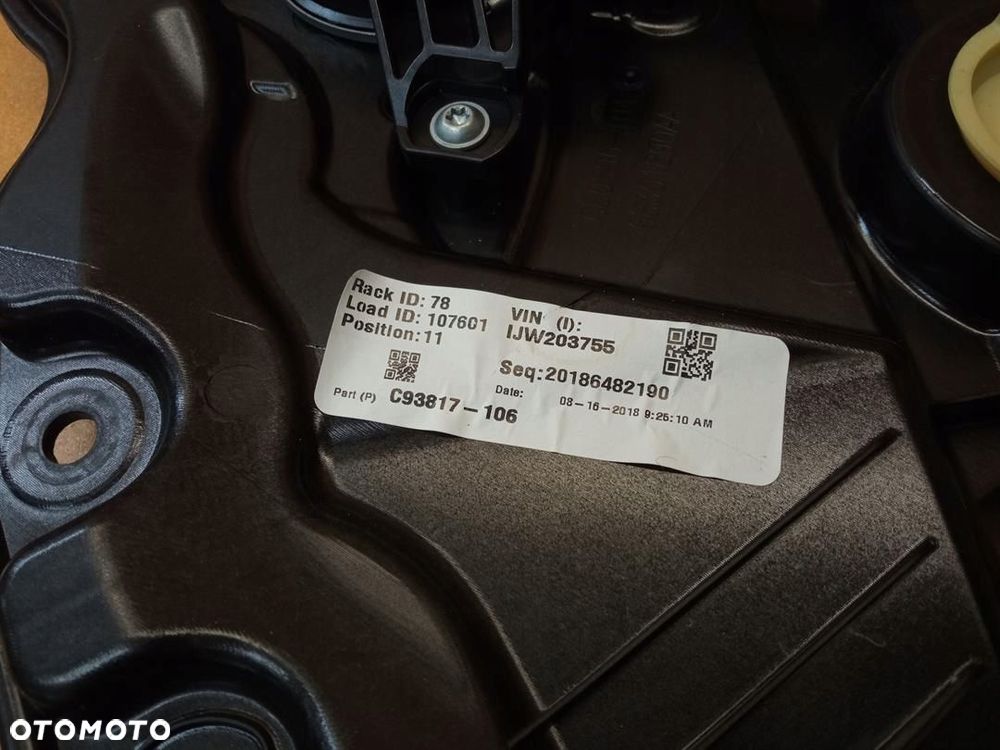 Rack ID: 78
Load ID: 107601
Position: 11
VIN (I):
IJW203755
Seq:20186482190
Part (P) C93817-106
Date: 08-16-2018 9:25:10 AM
OTOMOTO